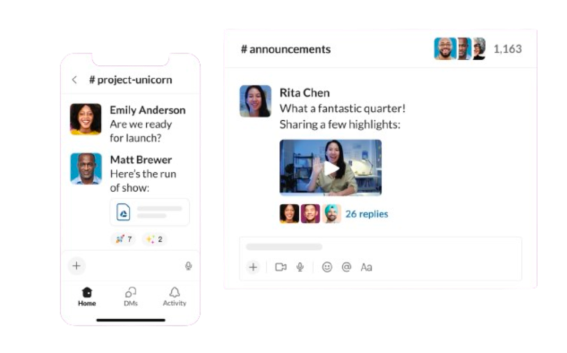 # project-unicorn
Emily Anderson
Are we ready
for launch?
Matt Brewer
Here's the run
of show:
7
2
Home
DMs
Activity
# announcements
1,163
Rita Chen
What a fantastic quarter!
Sharing a few highlights:
26 replies
@
Aa